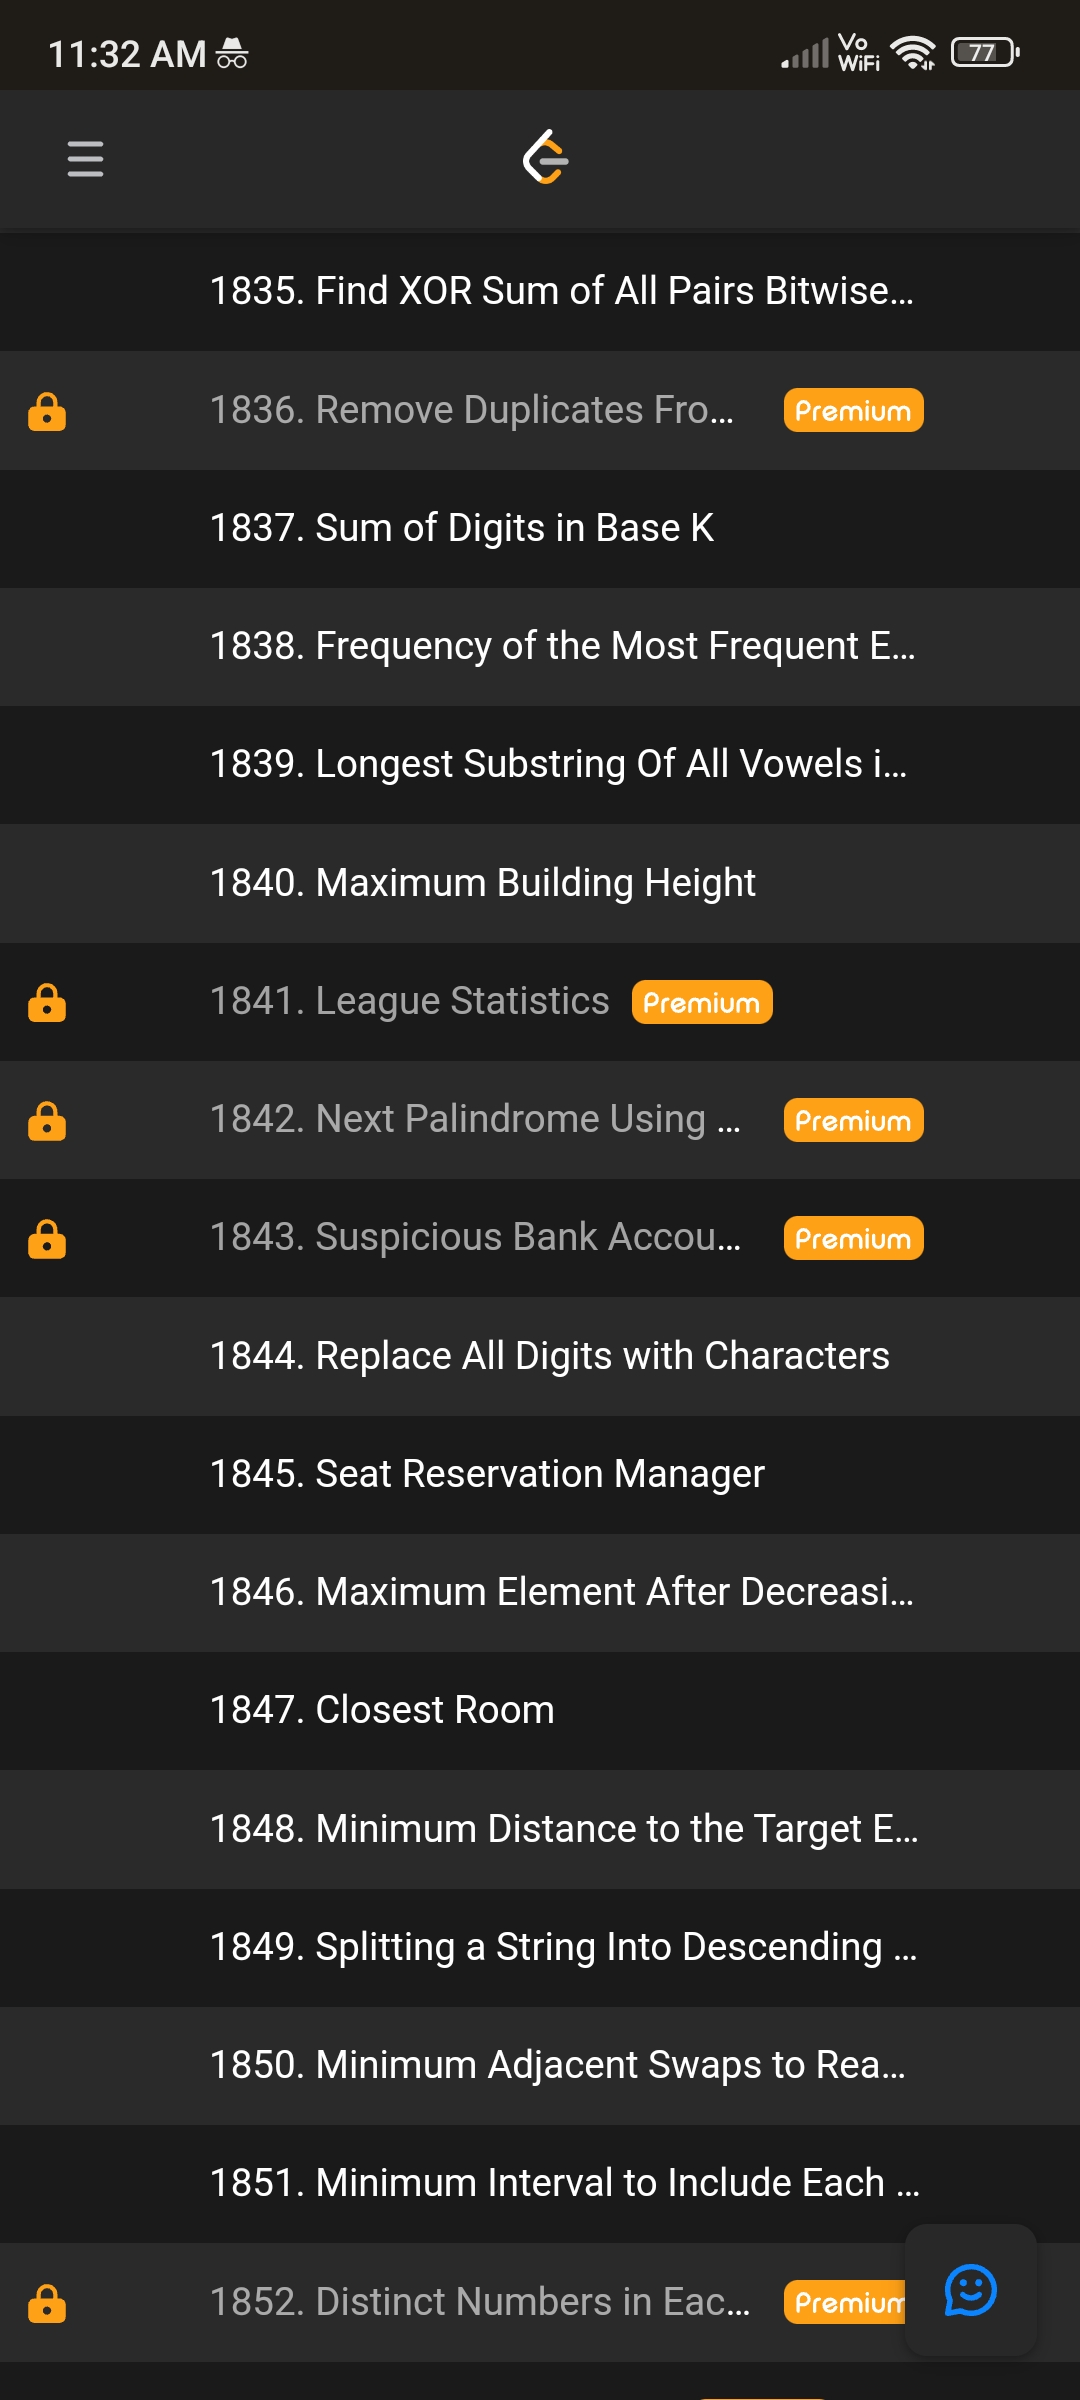 11:32 AM
Vo
WiFi
77
1835. Find XOR Sum of All Pairs Bitwise...
1836. Remove Duplicates Fro... Premium
1837. Sum of Digits in Base K
1838. Frequency of the Most Frequent E...
1839. Longest Substring Of All Vowels i...
1840. Maximum Building Height
1841. League Statistics Premium
1842. Next Palindrome Using ... Premium
1843. Suspicious Bank Accou... Premium
1844. Replace All Digits with Characters
1845. Seat Reservation Manager
1846. Maximum Element After Decreasi...
1847. Closest Room
1848. Minimum Distance to the Target E...
1849. Splitting a String Into Descending ...
1850. Minimum Adjacent Swaps to Rea...
1851. Minimum Interval to Include Each ...
1852. Distinct Numbers in Eac... Premium